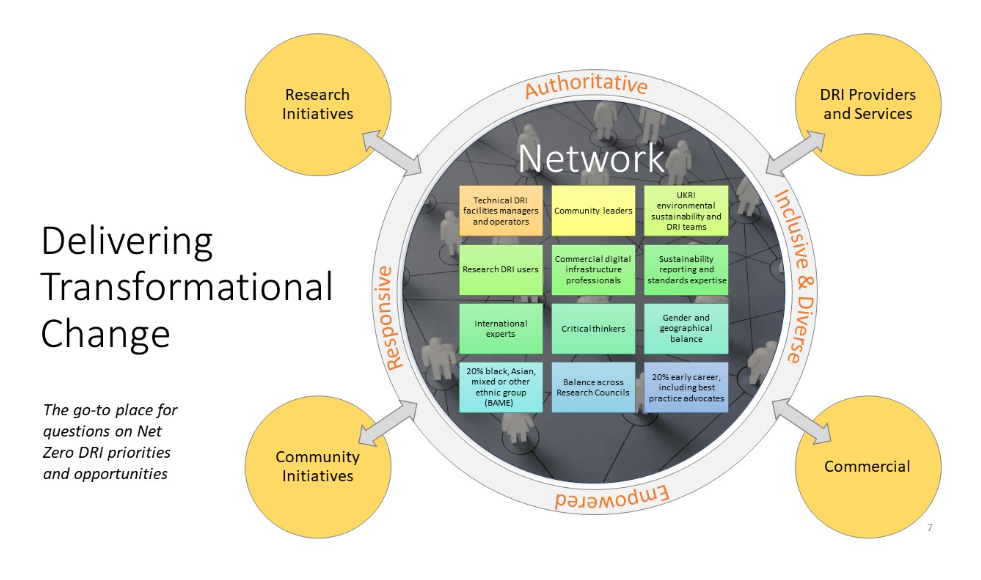 Delivering
Transformational
Change
The go-to place for
questions on Net
Zero DRI priorities
and opportunities
Research
Initiatives
DRI Providers
and Services
Community
Initiatives
Commercial
Authoritative
Inclusive & Diverse
Empowered
Responsive
Network
Technical DRI
facilities managers
and operators
Community leaders
UKRI
environmental
sustainability and
DRI teams
Research DRI users
Commercial digital
infrastructure
professionals
Sustainability
reporting and
standards expertise
International
experts
Critical thinkers
Gender and
geographical
balance
20% black, Asian,
mixed or other
ethnic group
(BAME)
Balance across
Research Councils
20% early career,
including best
practice advocates
7